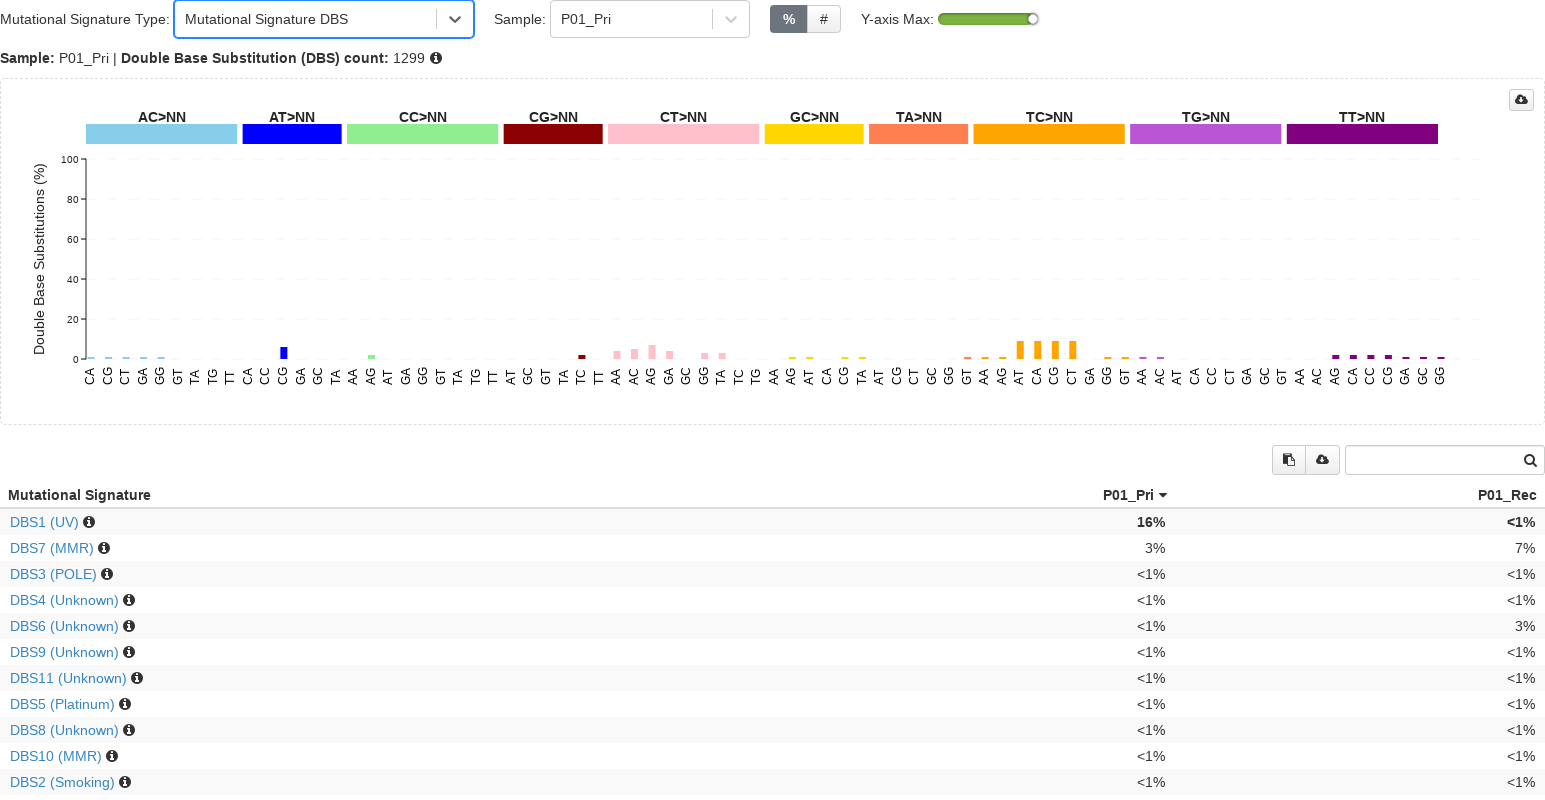 Mutational Signature Type: Mutational Signature DBS Sample: P01_Pri % # Y-axis Max:
Sample: P01_Pri | Double Base Substitution (DBS) count: 1299
AC>NN AT>NN CC>NN CG>NN CT>NN GC>NN TA>NN TC>NN TG>NN TT>NN
Double Base Substitutions (%)
100
80
60
40
20
0
CA CG CT GA GG GT TA TG TT CA CC CG GA GC TA AA AG AT GA GG GT TA TG TT AT GC GT TA TC TT AA AC AG GA GC GG TA TC TG AA AG AT CA CG TA AT CG CT GC GG GT AA AG AT CA CG CT GA GG GT AA AC AT CA CC CT GA GC GT AA AC AG CA CC CG GA GC GG
Mutational Signature P01_Pri P01_Rec
DBS1 (UV) 16% <1%
DBS7 (MMR) 3% 7%
DBS3 (POLE) <1% <1%
DBS4 (Unknown) <1% <1%
DBS6 (Unknown) <1% 3%
DBS9 (Unknown) <1% <1%
DBS11 (Unknown) <1% <1%
DBS5 (Platinum) <1% <1%
DBS8 (Unknown) <1% <1%
DBS10 (MMR) <1% <1%
DBS2 (Smoking) <1% <1%